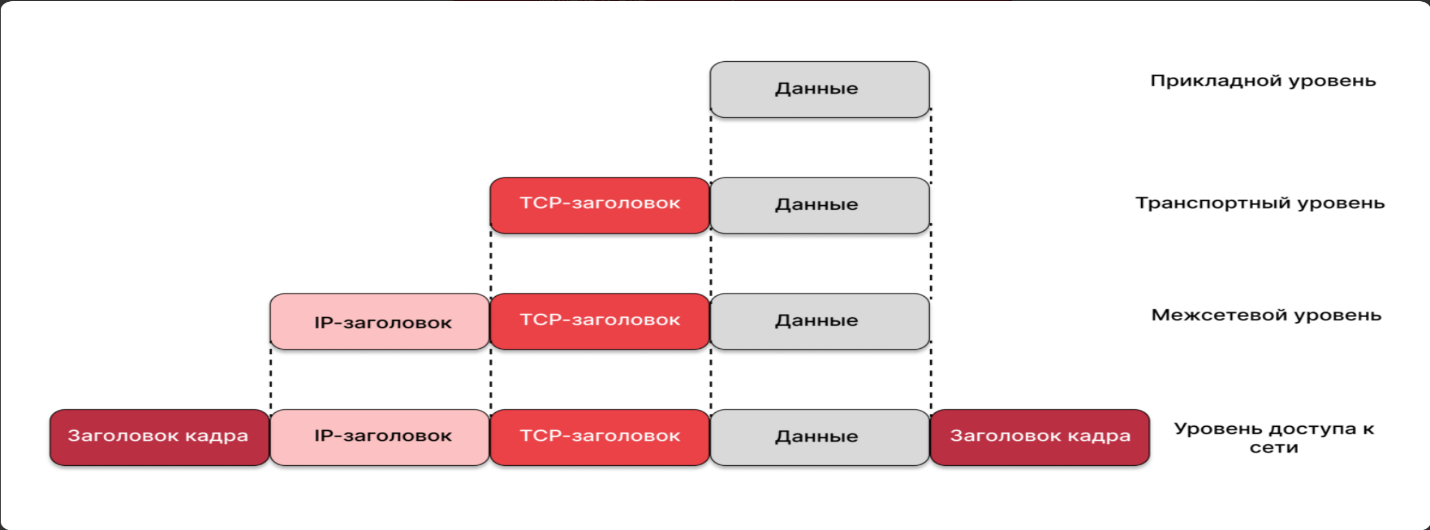 Данные
Прикладной уровень
TCP-заголовок
Данные
Транспортный уровень
IP-заголовок
TCP-заголовок
Данные
Межсетевой уровень
Заголовок кадра
IP-заголовок
TCP-заголовок
Данные
Заголовок кадра
Уровень доступа к
сети